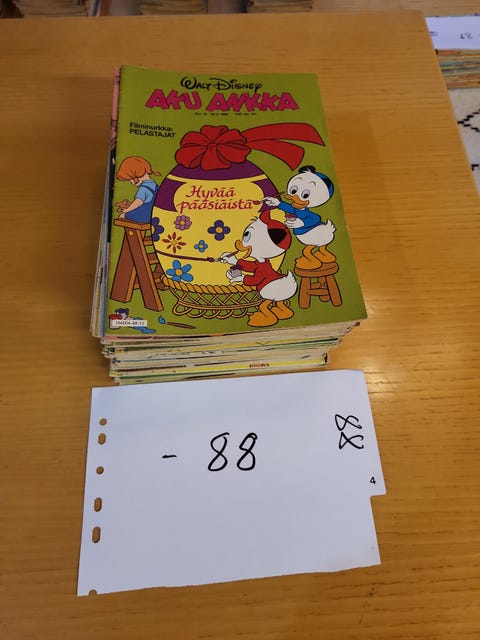 WALT DISNEY
AKU ANKKA
Filminurkka:
PELASTAJAT
Hyvää
pääsiäistä
- 88
88
4